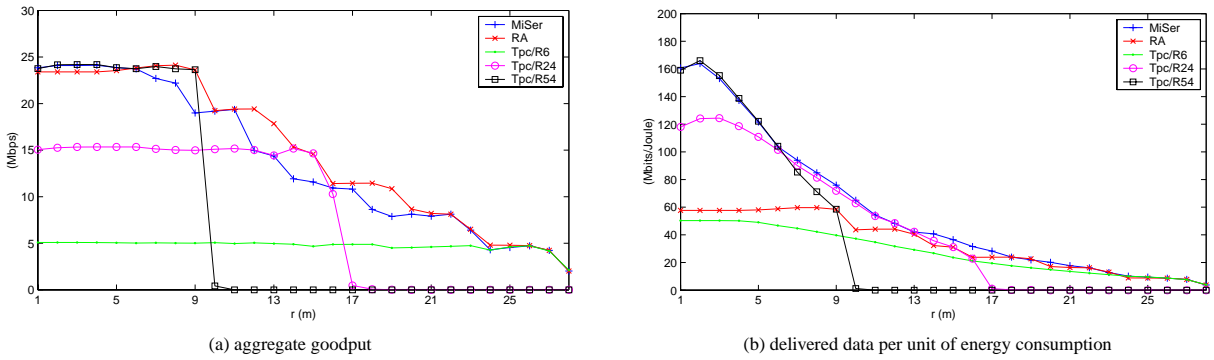 30
25
20
15
10
5
0
(Mbps)
1 5 9 13 17 21 25
r (m)
MiSer
RA
Tpc/R6
Tpc/R24
Tpc/R54
(a) aggregate goodput
200
180
160
140
120
100
80
60
40
20
0
(Mbits/Joule)
1 5 9 13 17 21 25
r (m)
MiSer
RA
Tpc/R6
Tpc/R24
Tpc/R54
(b) delivered data per unit of energy consumption